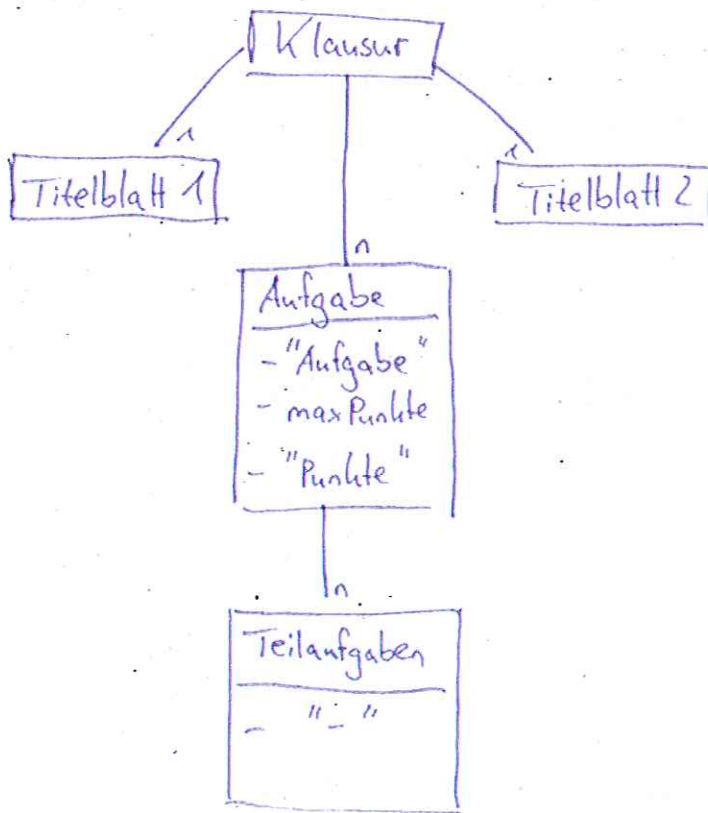 Klausur
1
1
Titelblatt 1
Titelblatt 2
n
Aufgabe
- "Aufgabe"
- maxPunkte
- "Punkte"
n
Teilaufgaben
- " - "